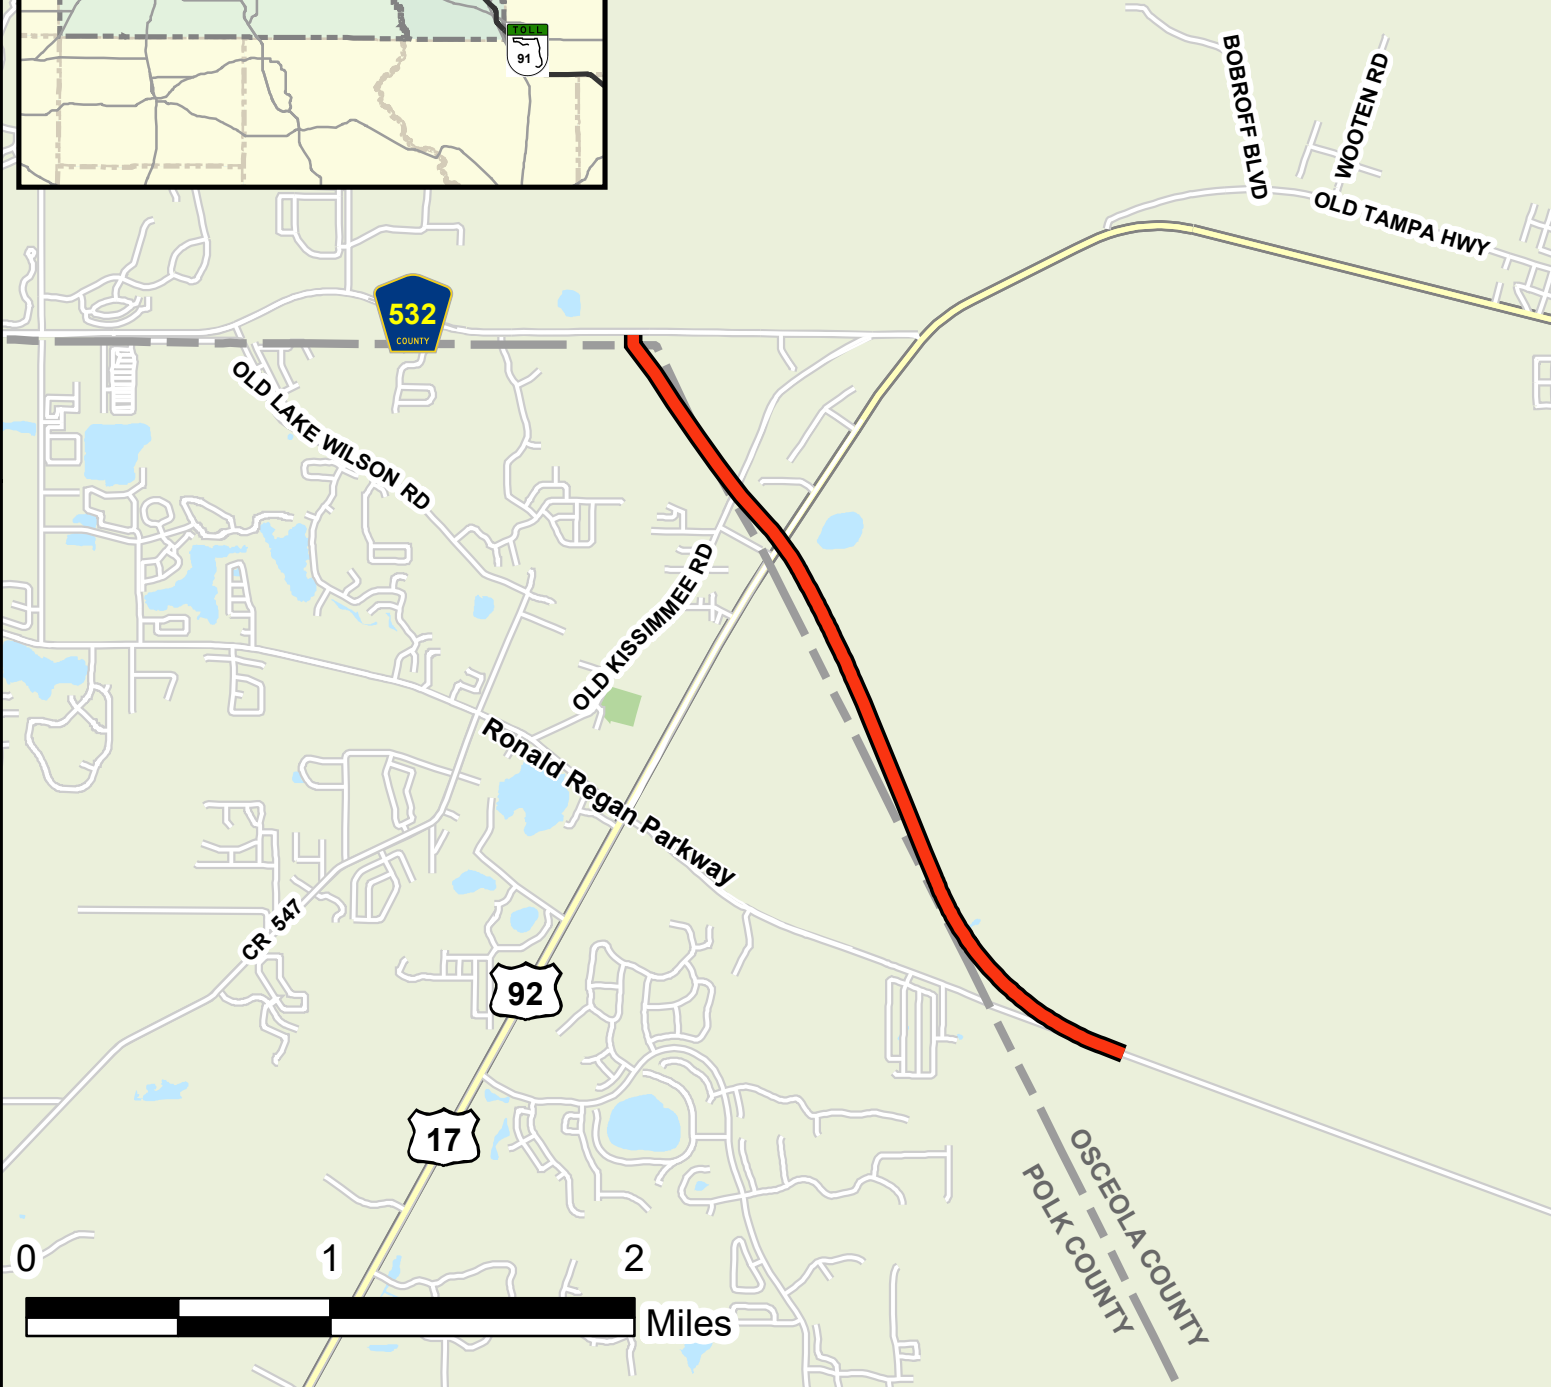 TOLL
91
BOBROFF BLVD
WOOTEN RD
OLD TAMPA HWY
532
COUNTY
OLD LAKE WILSON RD
OLD KISSIMMEE RD
Ronald Regan Parkway
CR 547
92
17
OSCEOLA COUNTY
POLK COUNTY
0 1 2
Miles